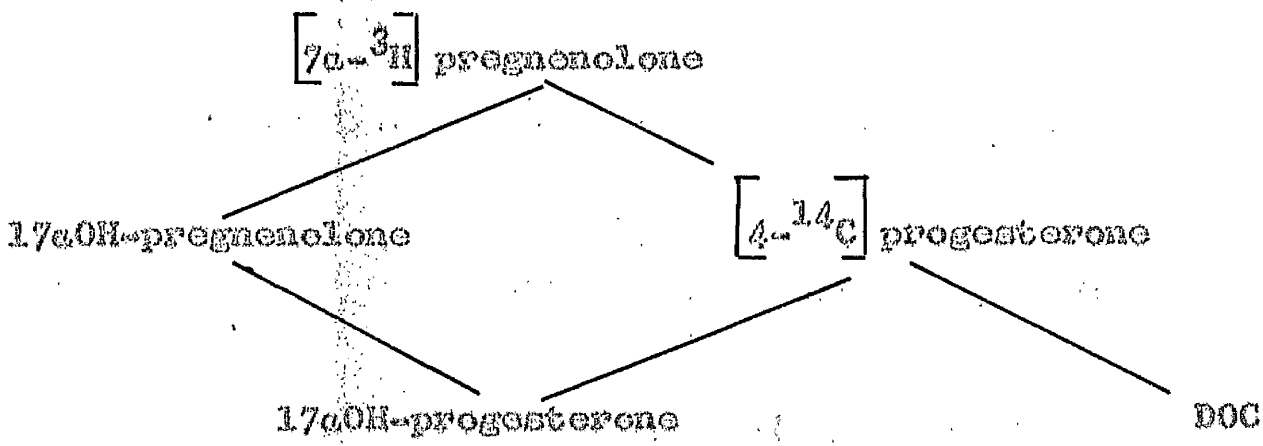 [7α-³H] pregnenolone
17αOH-pregnenolone
[4-¹⁴C] progesterone
17αOH-progesterone
DOC